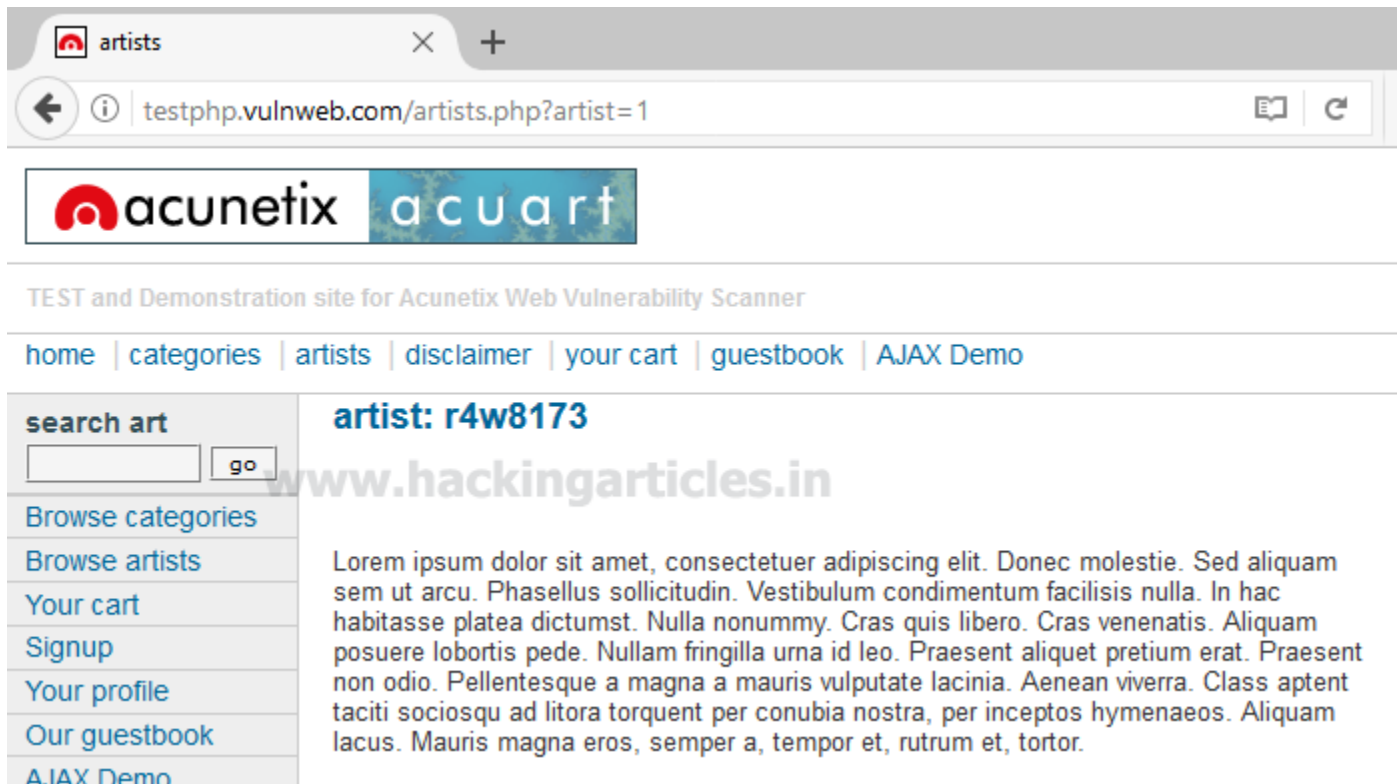 artists
testphp.vulnweb.com/artists.php?artist=1
acunetix acuart
TEST and Demonstration site for Acunetix Web Vulnerability Scanner
home | categories | artists | disclaimer | your cart | guestbook | AJAX Demo
search art
go
Browse categories
Browse artists
Your cart
Signup
Your profile
Our guestbook
AJAX Demo
artist: r4w8173
www.hackingarticles.in
Lorem ipsum dolor sit amet, consectetuer adipiscing elit. Donec molestie. Sed aliquam
sem ut arcu. Phasellus sollicitudin. Vestibulum condimentum facilisis nulla. In hac
habitasse platea dictumst. Nulla nonummy. Cras quis libero. Cras venenatis. Aliquam
posuere lobortis pede. Nullam fringilla urna id leo. Praesent aliquet pretium erat. Praesent
non odio. Pellentesque a magna a mauris vulputate lacinia. Aenean viverra. Class aptent
taciti sociosqu ad litora torquent per conubia nostra, per inceptos hymenaeos. Aliquam
lacus. Mauris magna eros, semper a, tempor et, rutrum et, tortor.